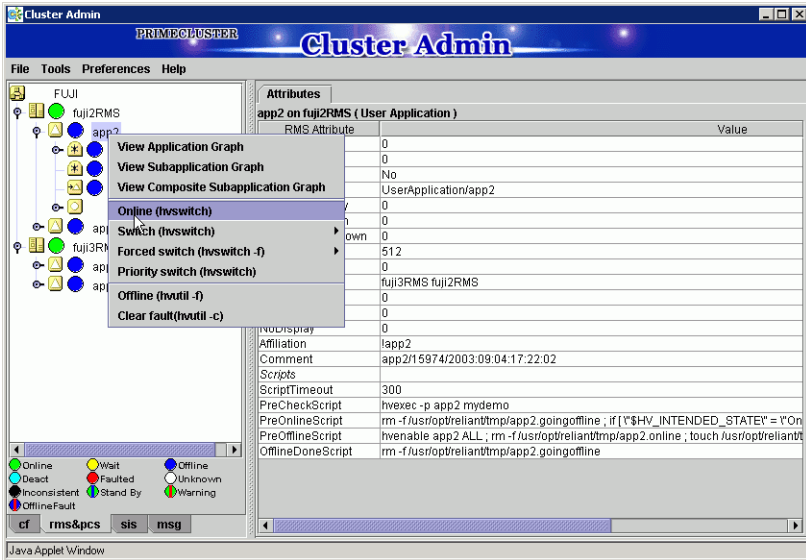 Cluster Admin
PRIMECLUSTER
Cluster Admin
File Tools Preferences Help
FUJI
fuji2RMS
app2
app
fuji3RM
app
app
View Application Graph
View Subapplication Graph
View Composite Subapplication Graph
Online (hvswitch)
Switch (hvswitch)
Forced switch (hvswitch -f)
Priority switch (hvswitch)
Offline (hvutil -f)
Clear fault(hvutil -c)
Online Wait Offline
Deact Faulted Unknown
Inconsistent Stand By Warning
OfflineFault
cf rms&pcs sis msg
Attributes
app2 on fuji2RMS ( User Application )
RMS Attribute Value
0
0
No
UserApplication/app2
0
0
own 0
512
0
fuji3RMS fuji2RMS
0
0
NoDisplay 0
Affiliation !app2
Comment app2/15974/2003:09:04:17:22:02
Scripts
ScriptTimeout 300
PreCheckScript hvexec -p app2 mydemo
PreOnlineScript rm -f /usr/opt/reliant/tmp/app2.goingoffline ; if [ \"$HV_INTENDED_STATE\" = \"On
PreOfflineScript hvenable app2 ALL ; rm -f /usr/opt/reliant/tmp/app2.online ; touch /usr/opt/reliant/t
OfflineDoneScript rm -f /usr/opt/reliant/tmp/app2.goingoffline
Java Applet Window